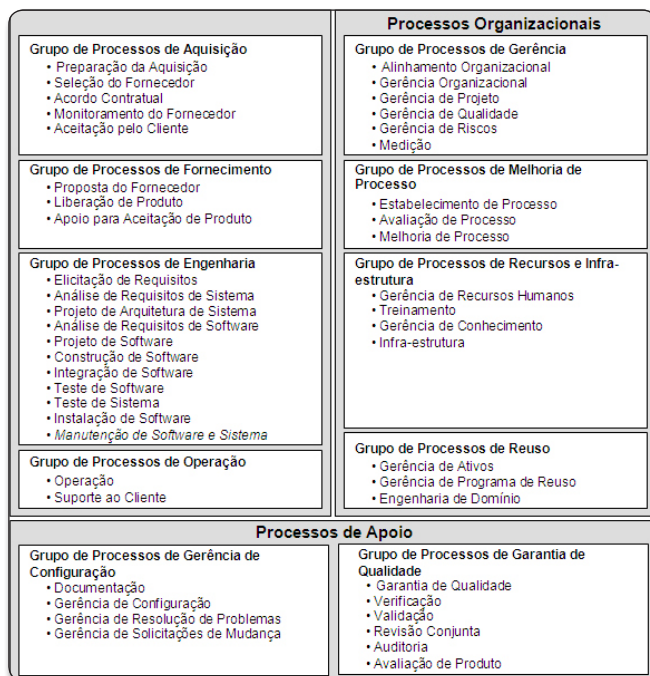 Grupo de Processos de Aquisição
• Preparação da Aquisição
• Seleção do Fornecedor
• Acordo Contratual
• Monitoramento do Fornecedor
• Aceitação pelo Cliente
Grupo de Processos de Fornecimento
• Proposta do Fornecedor
• Liberação de Produto
• Apoio para Aceitação de Produto
Grupo de Processos de Engenharia
• Elicitação de Requisitos
• Análise de Requisitos de Sistema
• Projeto de Arquitetura de Sistema
• Análise de Requisitos de Software
• Projeto de Software
• Construção de Software
• Integração de Software
• Teste de Software
• Teste de Sistema
• Instalação de Software
• Manutenção de Software e Sistema
Grupo de Processos de Operação
• Operação
• Suporte ao Cliente
Processos Organizacionais
Grupo de Processos de Gerência
• Alinhamento Organizacional
• Gerência Organizacional
• Gerência de Projeto
• Gerência de Qualidade
• Gerência de Riscos
• Medição
Grupo de Processos de Melhoria de
Processo
• Estabelecimento de Processo
• Avaliação de Processo
• Melhoria de Processo
Grupo de Processos de Recursos e Infra-
estrutura
• Gerência de Recursos Humanos
• Treinamento
• Gerência de Conhecimento
• Infra-estrutura
Grupo de Processos de Reuso
• Gerência de Ativos
• Gerência de Programa de Reuso
• Engenharia de Domínio
Processos de Apoio
Grupo de Processos de Gerência de
Configuração
• Documentação
• Gerência de Configuração
• Gerência de Resolução de Problemas
• Gerência de Solicitações de Mudança
Grupo de Processos de Garantia de
Qualidade
• Garantia de Qualidade
• Verificação
• Validação
• Revisão Conjunta
• Auditoria
• Avaliação de Produto